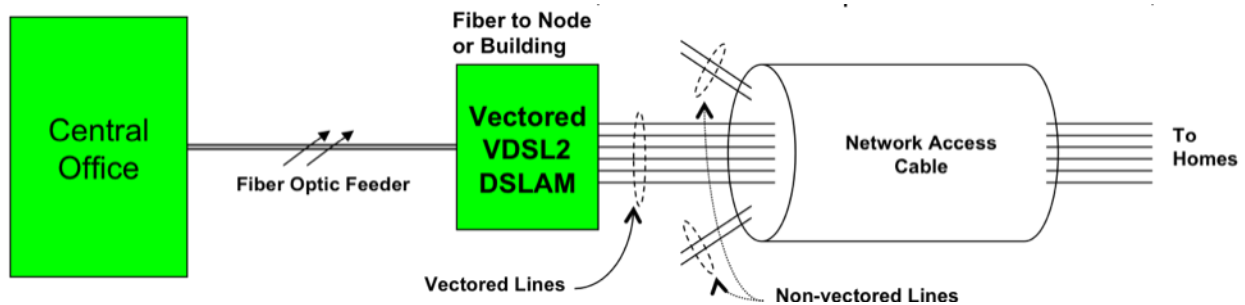 Fiber to Node
or Building
Central
Office
Fiber Optic Feeder
Vectored
VDSL2
DSLAM
Network Access
Cable
To
Homes
Vectored Lines
Non-vectored Lines